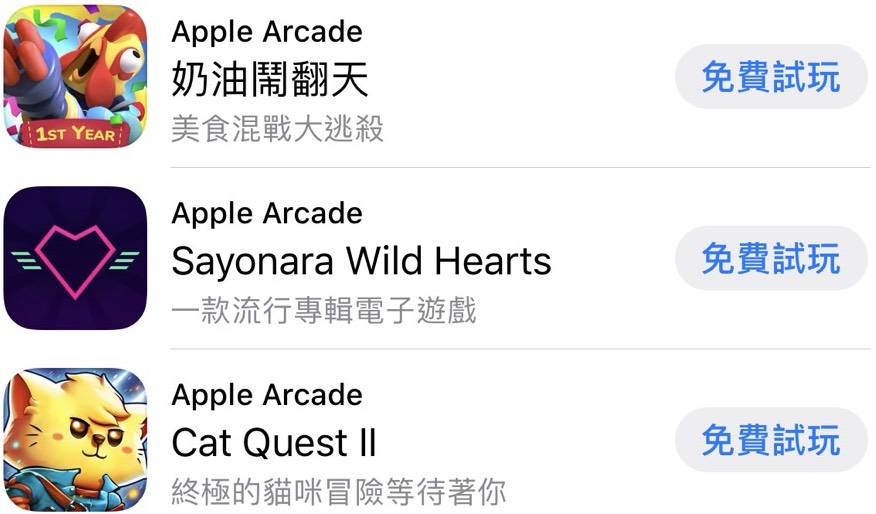 Apple Arcade
奶油鬧翻天
美食混戰大逃殺
免費試玩
1ST YEAR
Apple Arcade
Sayonara Wild Hearts
一款流行專輯電子遊戲
免費試玩
Apple Arcade
Cat Quest II
終極的貓咪冒險等待著你
免費試玩